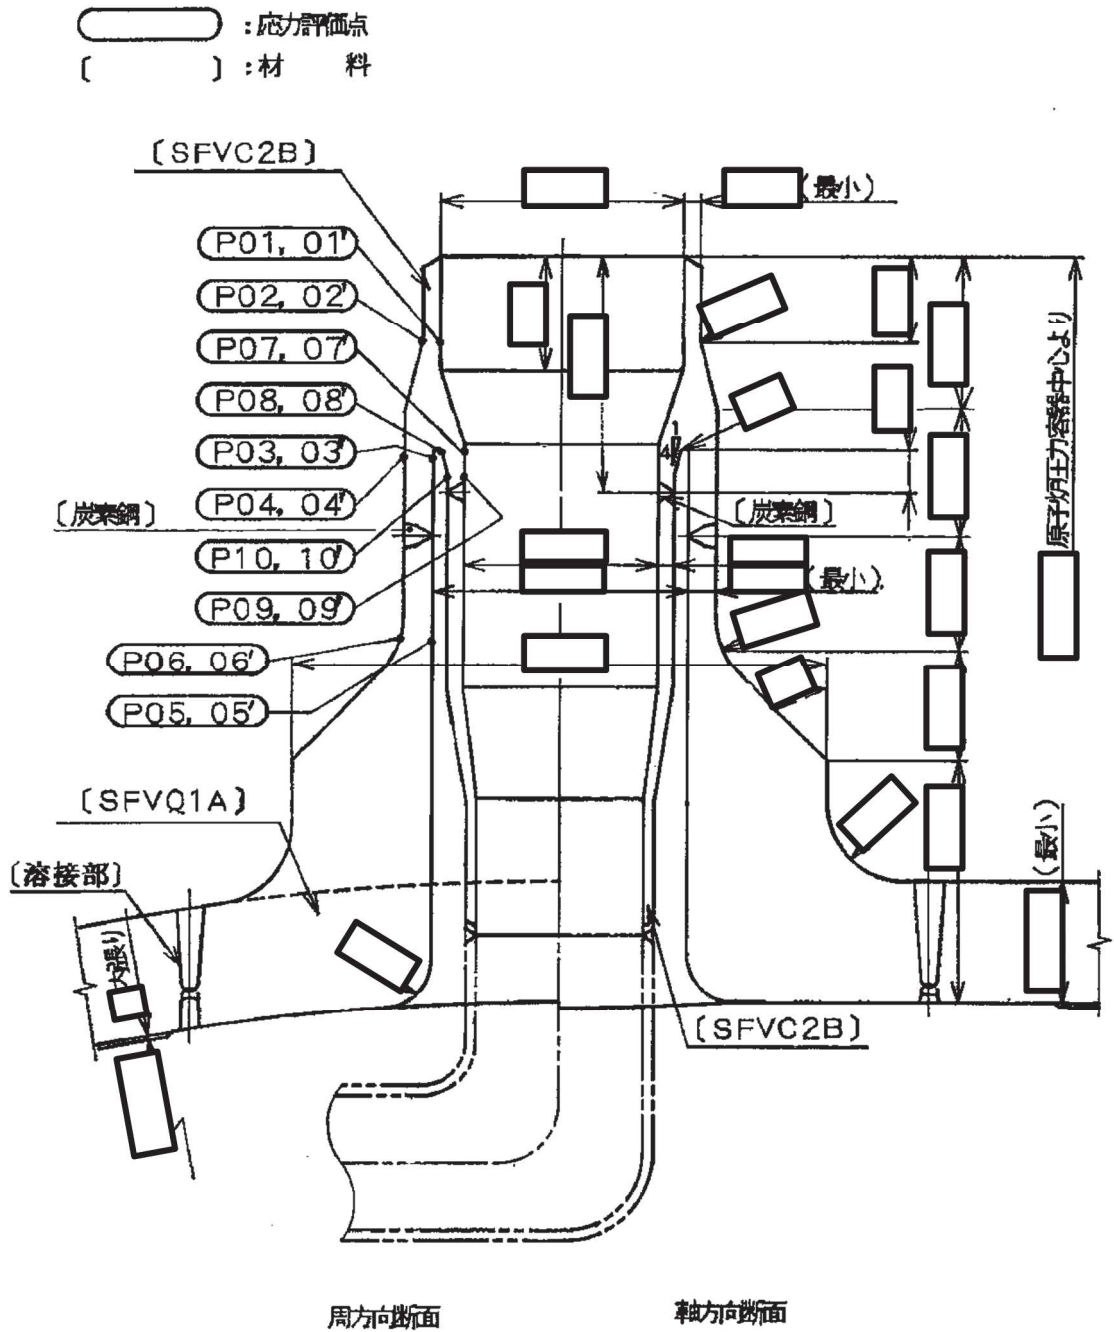 ：応力評価点
〔　　　　〕：材　　料
〔SFVC2B〕
（最小）
P01, 01'
P02, 02'
P07, 07'
P08, 08'
P03, 03'
P04, 04'
〔炭素鋼〕
P10, 10'
P09, 09'
P06, 06'
P05, 05'
1
4
〔炭素鋼〕
（最小）
原子炉圧力容器中心より
〔SFVQ1A〕
〔溶接部〕
内張り
（最小）
〔SFVC2B〕
周方向断面
軸方向断面